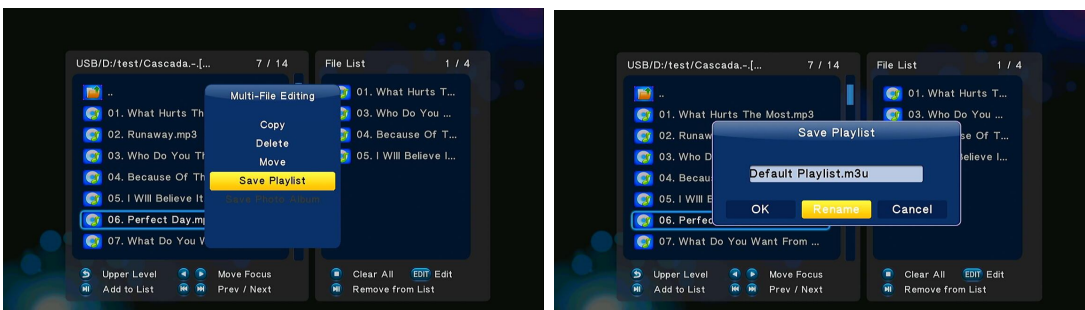 USB/D:/test/Cascada.-.[... 7 / 14
..
01. What Hurts Th
02. Runaway.mp3
03. Who Do You Th
04. Because Of Th
05. I Will Believe It
06. Perfect Day.m
07. What Do You W
Multi-File Editing
Copy
Delete
Move
Save Playlist
Save Photo Album
File List 1 / 4
01. What Hurts T...
03. Who Do You ...
04. Because Of T...
05. I Will Believe I...
Upper Level Move Focus
Add to List Prev / Next
Clear All EDIT Edit
Remove from List
USB/D:/test/Cascada.-.[... 7 / 14
..
01. What Hurts The Most.mp3
02. Runaw
03. Who D
04. Becau
05. I Will B
06. Perfec
07. What Do You Want From ...
Save Playlist
Default Playlist.m3u
OK Rename Cancel
File List 1 / 4
01. What Hurts T...
03. Who Do You ...
se Of T...
elieve I...
Upper Level Move Focus
Add to List Prev / Next
Clear All EDIT Edit
Remove from List